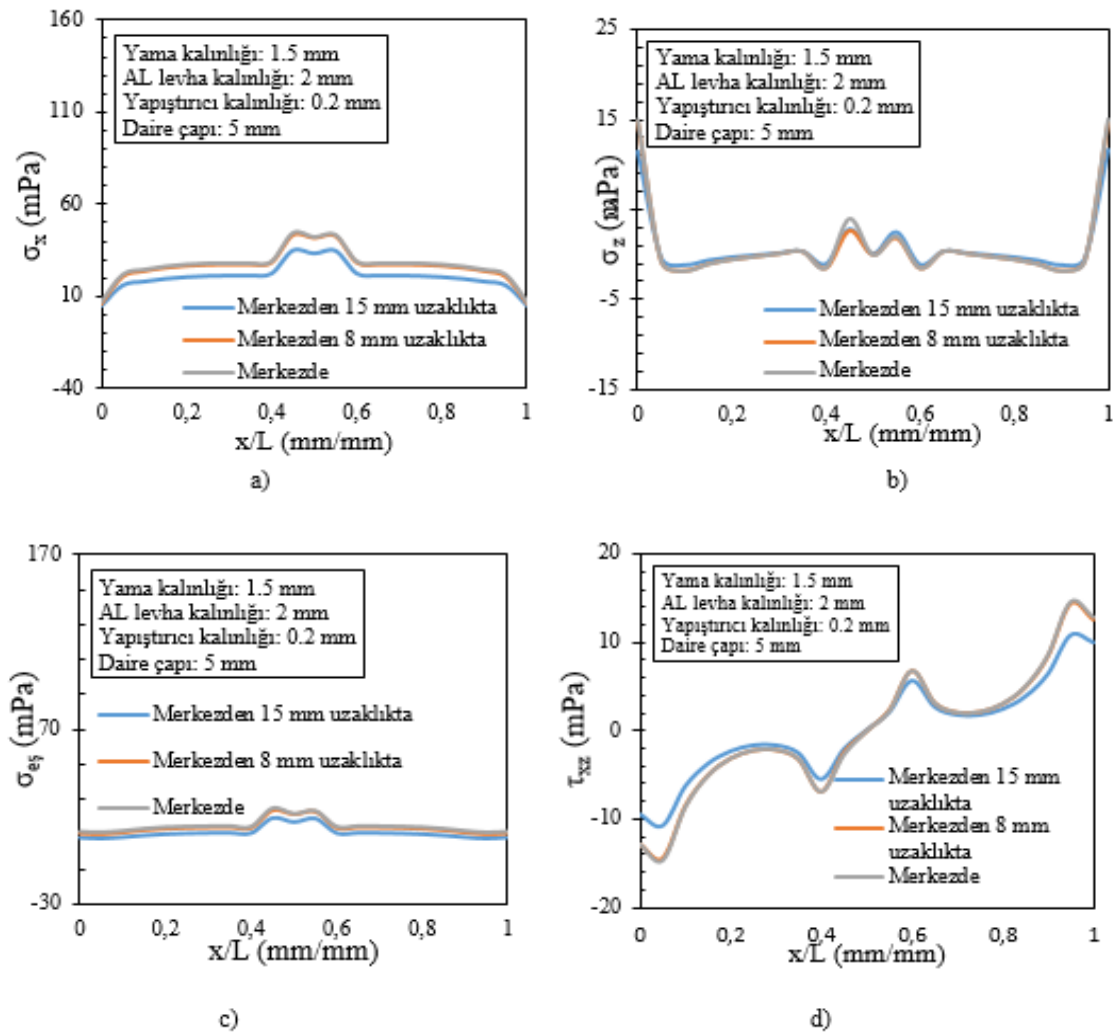 160
110
60
10
-40
σx (mPa)
Yama kalınlığı: 1.5 mm
AL levha kalınlığı: 2 mm
Yapıştırıcı kalınlığı: 0.2 mm
Daire çapı: 5 mm
Merkezden 15 mm uzaklıkta
Merkezden 8 mm uzaklıkta
Merkezde
0 0,2 0,4 0,6 0,8 1
x/L (mm/mm)
a)
25
15
-5
-15
σz (mPa)
Yama kalınlığı: 1.5 mm
AL levha kalınlığı: 2 mm
Yapıştırıcı kalınlığı: 0.2 mm
Daire çapı: 5 mm
Merkezden 15 mm uzaklıkta
Merkezden 8 mm uzaklıkta
Merkezde
0 0,2 0,4 0,6 0,8 1
x/L (mm/mm)
b)
170
70
-30
σeş (mPa)
Yama kalınlığı: 1.5 mm
AL levha kalınlığı: 2 mm
Yapıştırıcı kalınlığı: 0.2 mm
Daire çapı: 5 mm
Merkezden 15 mm uzaklıkta
Merkezden 8 mm uzaklıkta
Merkezde
0 0,2 0,4 0,6 0,8 1
x/L (mm/mm)
c)
20
10
0
-10
-20
τxz (mPa)
Yama kalınlığı: 1.5 mm
AL levha kalınlığı: 2 mm
Yapıştırıcı kalınlığı: 0.2 mm
Daire çapı: 5 mm
Merkezden 15 mm
uzaklıkta
Merkezden 8 mm
uzaklıkta
Merkezde
0 0,2 0,4 0,6 0,8 1
x/L (mm/mm)
d)